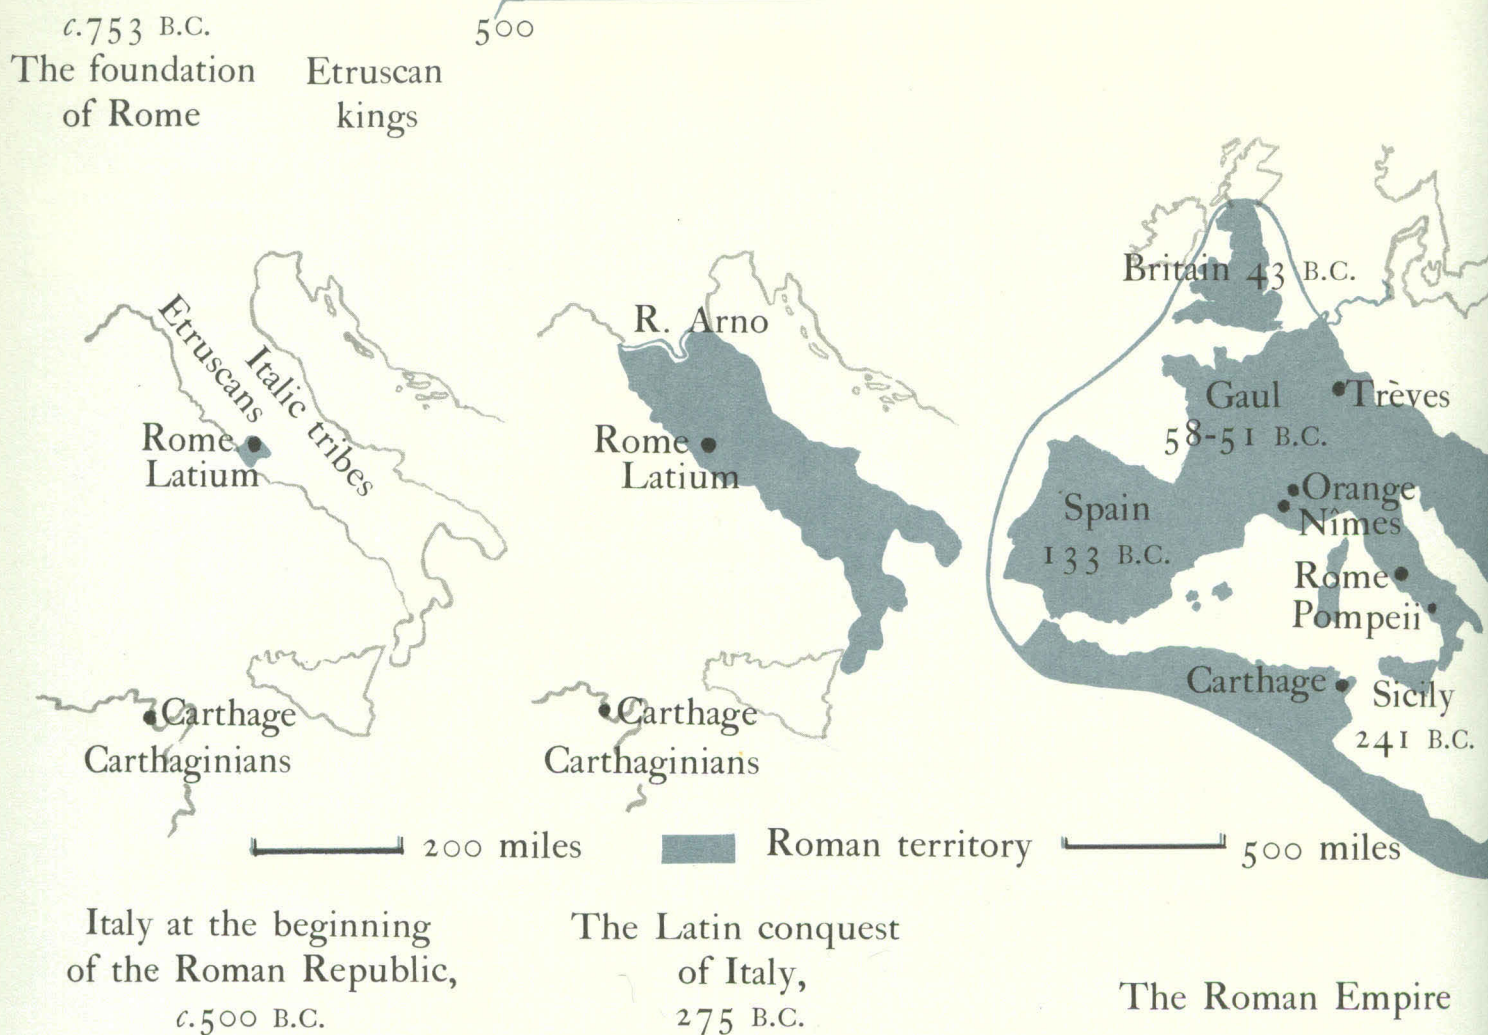 c.753 B.C.
The foundation
of Rome
Etruscan
kings
500
Etruscans
Italic tribes
Rome
Latium
Carthage
Carthaginians
200 miles
Italy at the beginning
of the Roman Republic,
c.500 B.C.
R. Arno
Rome
Latium
Carthage
Carthaginians
Roman territory
The Latin conquest
of Italy,
275 B.C.
Britain 43 B.C.
Gaul
58-51 B.C.
Trèves
Orange
Nîmes
Spain
133 B.C.
Rome
Pompeii
Carthage
Sicily
241 B.C.
500 miles
The Roman Empire